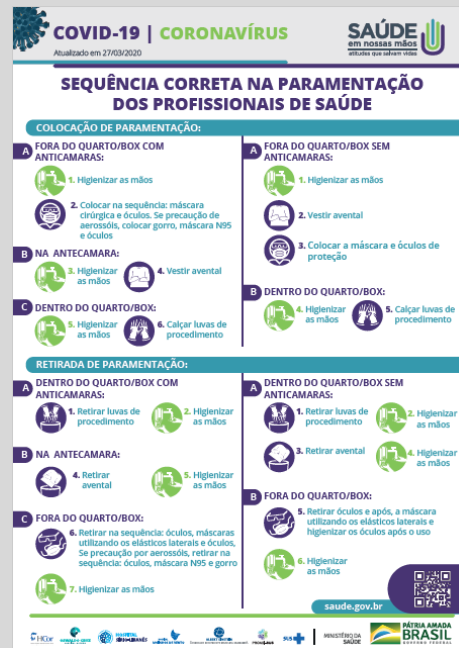 COVID-19 | CORONAVÍRUS
Atualizado em 27/03/2020
SAÚDE
em nossas mãos
atitudes que salvam vidas
SEQUÊNCIA CORRETA NA PARAMENTAÇÃO
DOS PROFISSIONAIS DE SAÚDE
COLOCAÇÃO DE PARAMENTAÇÃO:
A FORA DO QUARTO/BOX COM
ANTICAMARAS:
1. Higienizar as mãos
2. Colocar na sequência: máscara
cirúrgica e óculos. Se precaução de
aerossóis, colocar gorro, máscara N95
e óculos
B NA ANTECAMARA:
3. Higienizar
as mãos
4. Vestir avental
C DENTRO DO QUARTO/BOX:
5. Higienizar
as mãos
6. Calçar luvas de
procedimento
A FORA DO QUARTO/BOX SEM
ANTICAMARAS:
1. Higienizar as mãos
2. Vestir avental
3. Colocar a máscara e óculos de
proteção
B DENTRO DO QUARTO/BOX:
4. Higienizar
as mãos
5. Calçar luvas de
procedimento
RETIRADA DE PARAMENTAÇÃO:
A DENTRO DO QUARTO/BOX COM
ANTICAMARAS:
1. Retirar luvas de
procedimento
2. Higienizar
as mãos
B NA ANTECAMARA:
4. Retirar
avental
5. Higienizar
as mãos
C FORA DO QUARTO/BOX:
6. Retirar na sequência: óculos, máscaras
utilizando os elásticos laterais e óculos,
Se precaução por aerossóis, retirar na
sequência: óculos, máscara N95 e gorro
7. Higienizar as mãos
A DENTRO DO QUARTO/BOX SEM
ANTICAMARAS:
1. Retirar luvas de
procedimento
2. Higienizar
as mãos
3. Retirar avental
4. Higienizar
as mãos
B FORA DO QUARTO/BOX:
5. Retirar óculos e após, a máscara
utilizando os elásticos laterais e
higienizar os óculos após o uso
6. Higienizar
as mãos
saude.gov.br
HCor
SUS
MINISTÉRIO DA
SAÚDE
PÁTRIA AMADA
BRASIL
GOVERNO FEDERAL